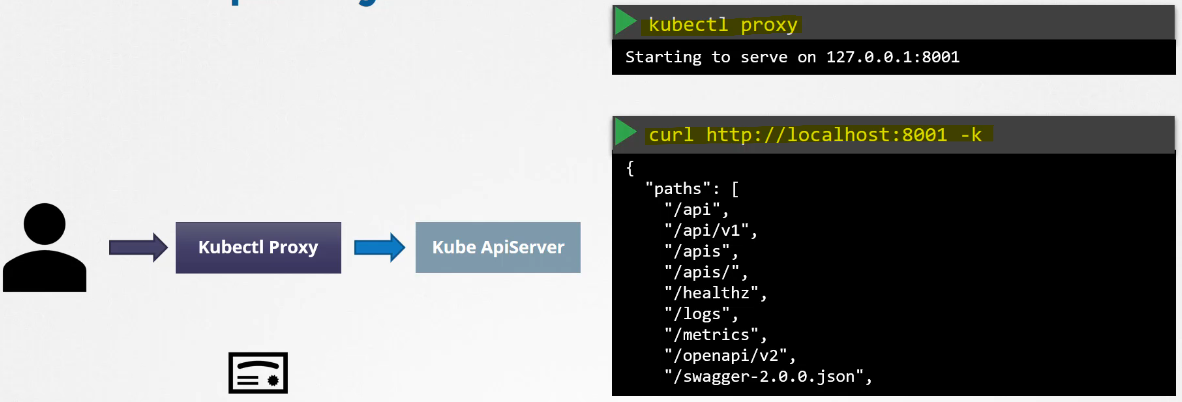 kubectl proxy
Starting to serve on 127.0.0.1:8001
curl http://localhost:8001 -k
{
"paths": [
"/api",
"/api/v1",
"/apis",
"/apis/",
"/healthz",
"/logs",
"/metrics",
"/openapi/v2",
"/swagger-2.0.0.json",
Kubectl Proxy
Kube ApiServer